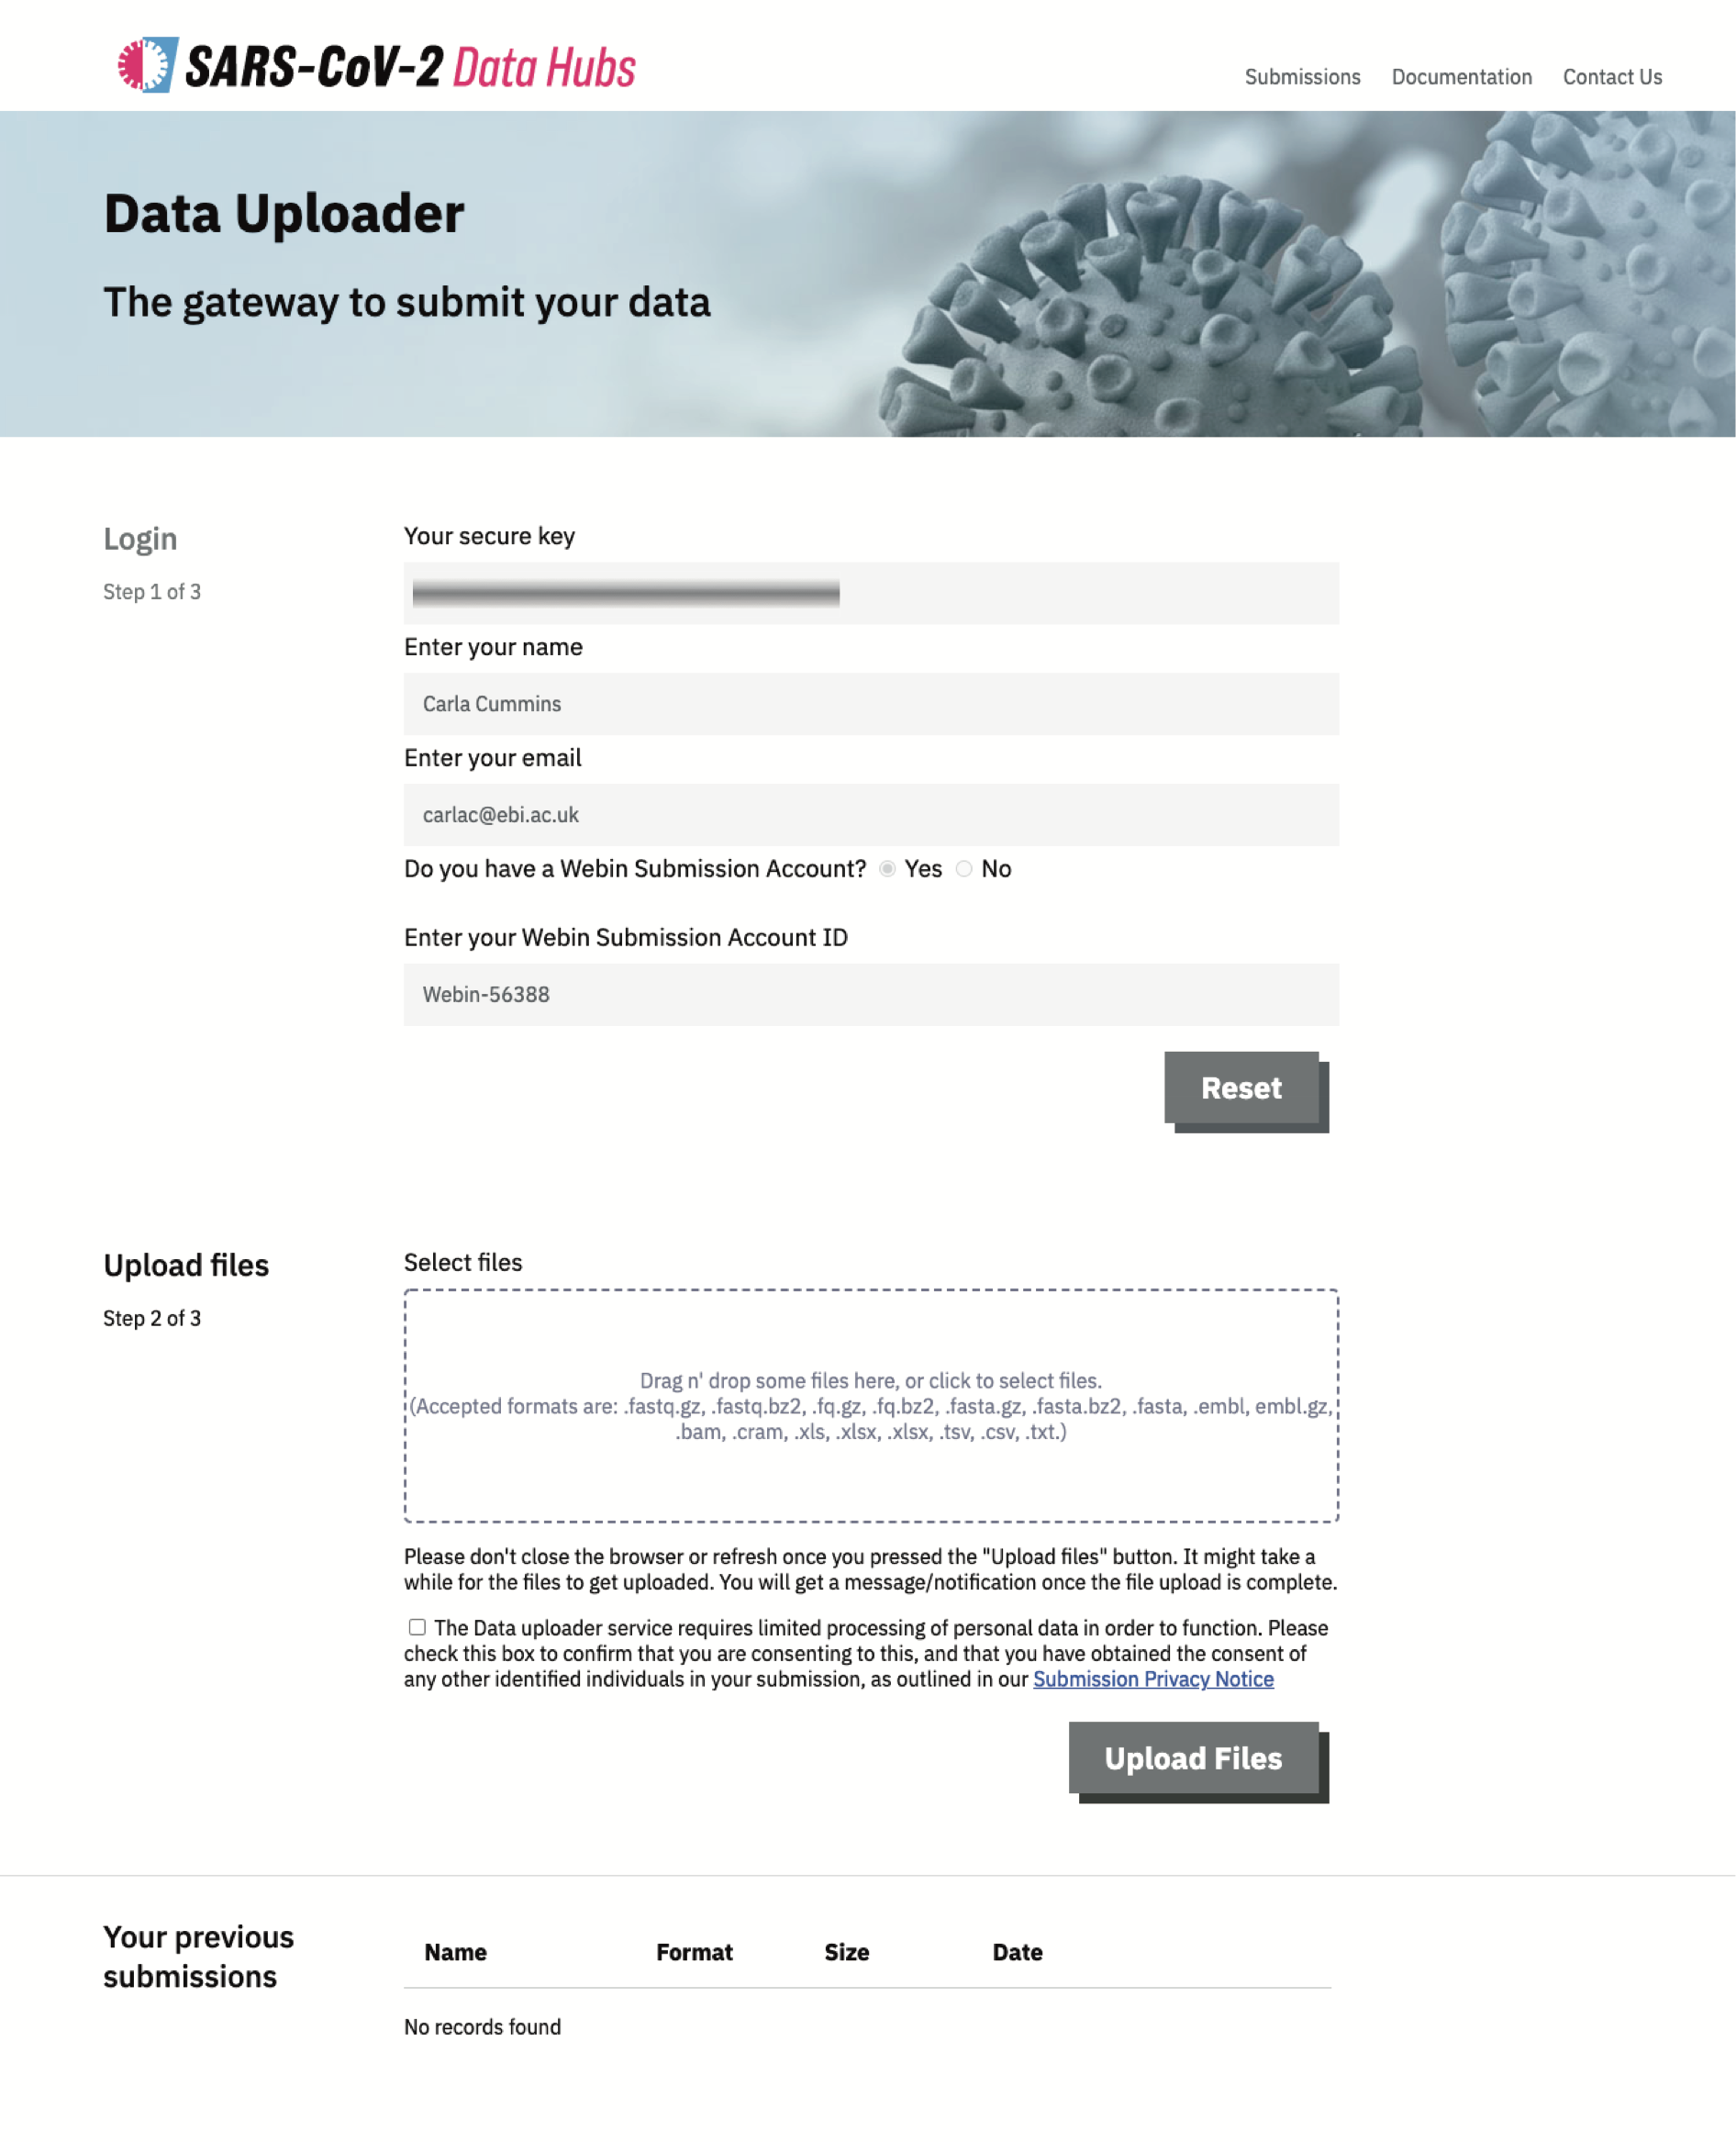 SARS-CoV-2 Data Hubs
Submissions Documentation Contact Us
Data Uploader
The gateway to submit your data
Login
Step 1 of 3
Your secure key
Enter your name
Carla Cummins
Enter your email
carlac@ebi.ac.uk
Do you have a Webin Submission Account? Yes No
Enter your Webin Submission Account ID
Webin-56388
Reset
Upload files
Step 2 of 3
Select files
Drag n' drop some files here, or click to select files.
(Accepted formats are: .fastq.gz, .fastq.bz2, .fq.gz, .fq.bz2, .fasta.gz, .fasta.bz2, .fasta, .embl, embl.gz,
.bam, .cram, .xls, .xlsx, .xlsx, .tsv, .csv, .txt.)
Please don't close the browser or refresh once you pressed the "Upload files" button. It might take a
while for the files to get uploaded. You will get a message/notification once the file upload is complete.
The Data uploader service requires limited processing of personal data in order to function. Please
check this box to confirm that you are consenting to this, and that you have obtained the consent of
any other identified individuals in your submission, as outlined in our Submission Privacy Notice
Upload Files
Your previous
submissions
Name Format Size Date
No records found